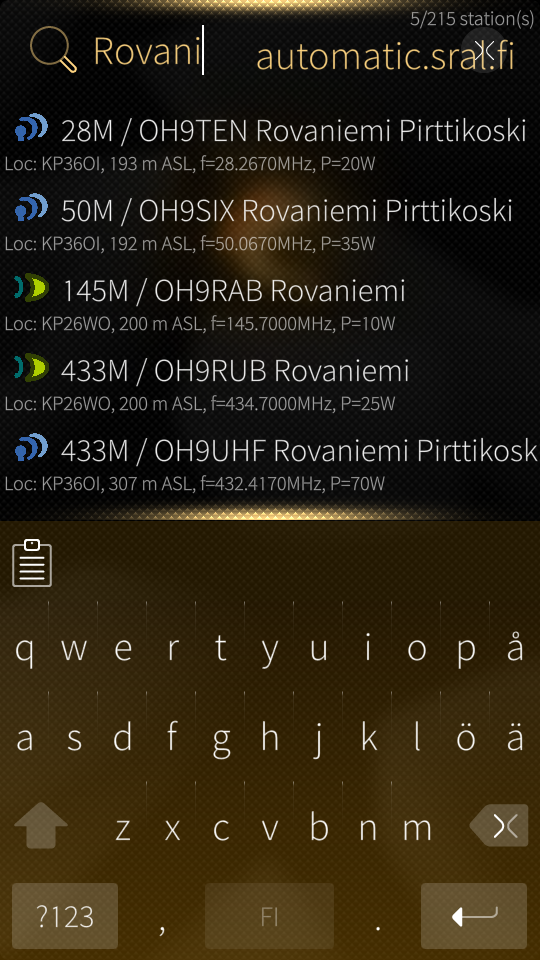 5/215 station(s)
Rovani
automatic.sral.fi
28M / OH9TEN Rovaniemi Pirttikoski
Loc: KP36OI, 193 m ASL, f=28.2670MHz, P=20W
50M / OH9SIX Rovaniemi Pirttikoski
Loc: KP36OI, 192 m ASL, f=50.0670MHz, P=35W
145M / OH9RAB Rovaniemi
Loc: KP26WO, 200 m ASL, f=145.7000MHz, P=10W
433M / OH9RUB Rovaniemi
Loc: KP26WO, 200 m ASL, f=434.7000MHz, P=25W
433M / OH9UHF Rovaniemi Pirttikosk
Loc: KP36OI, 307 m ASL, f=432.4170MHz, P=70W
q w e r t y u i o p å
a s d f g h j k l ö ä
z x c v b n m
?123 , FI .